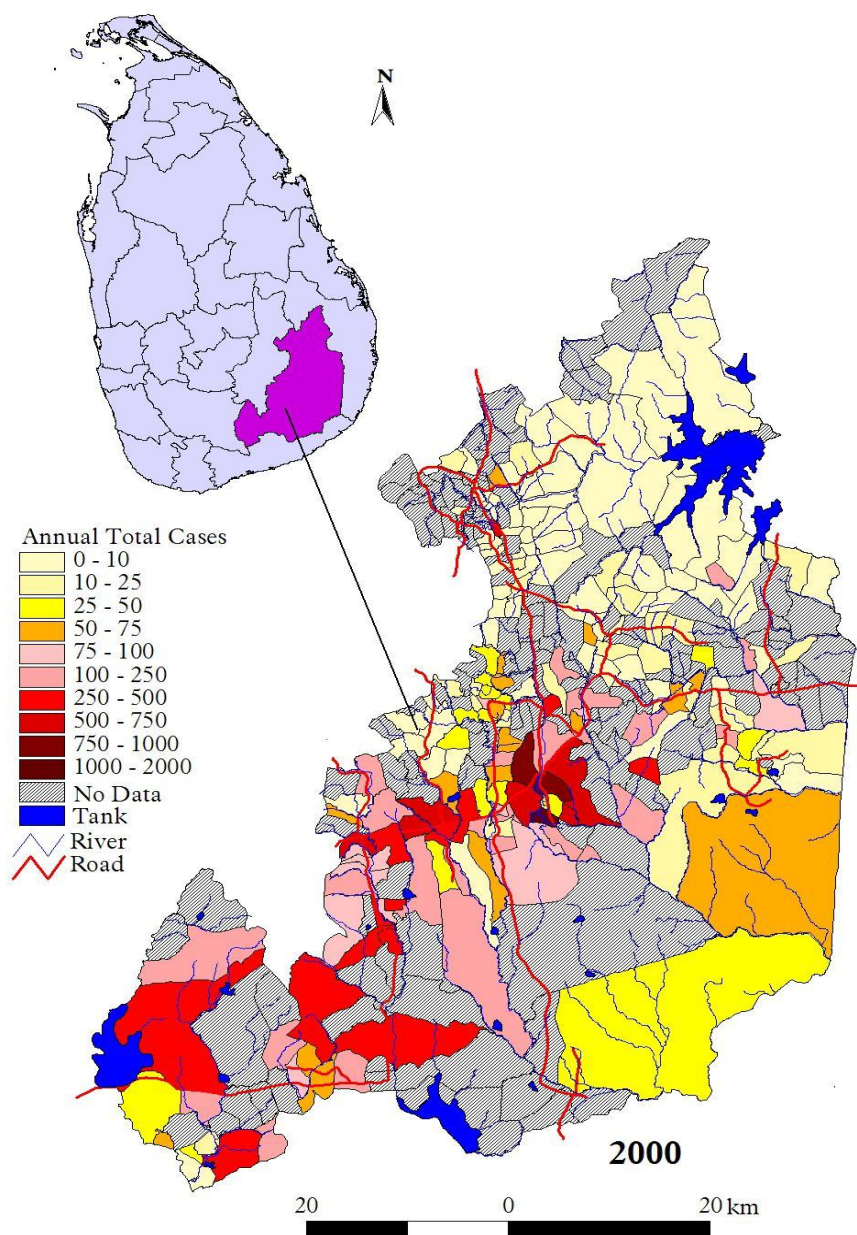 N
Annual Total Cases
0 - 10
10 - 25
25 - 50
50 - 75
75 - 100
100 - 250
250 - 500
500 - 750
750 - 1000
1000 - 2000
No Data
Tank
River
Road
2000
20 0 20 km